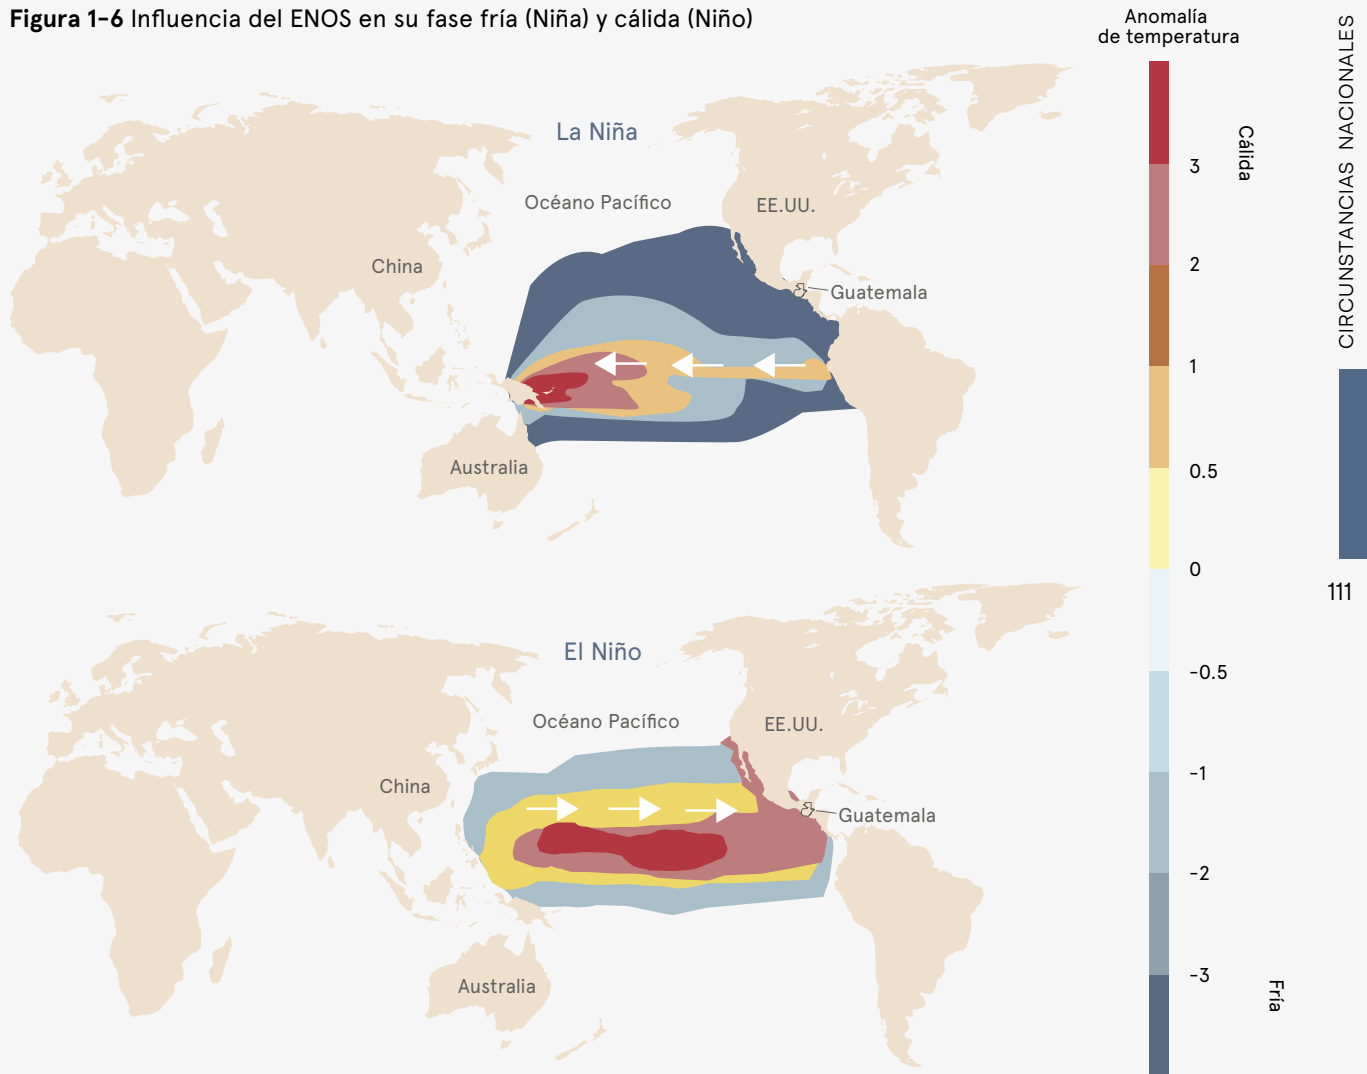 Figura 1-6 Influencia del ENOS en su fase fría (Niña) y cálida (Niño)
Anomalía
de temperatura
La Niña
Océano Pacífico
EE.UU.
China
Guatemala
Australia
El Niño
Océano Pacífico
EE.UU.
China
Guatemala
Australia
Cálida
3
2
1
0.5
0
-0.5
-1
-2
-3
Fría
CIRCUNSTANCIAS NACIONALES
111